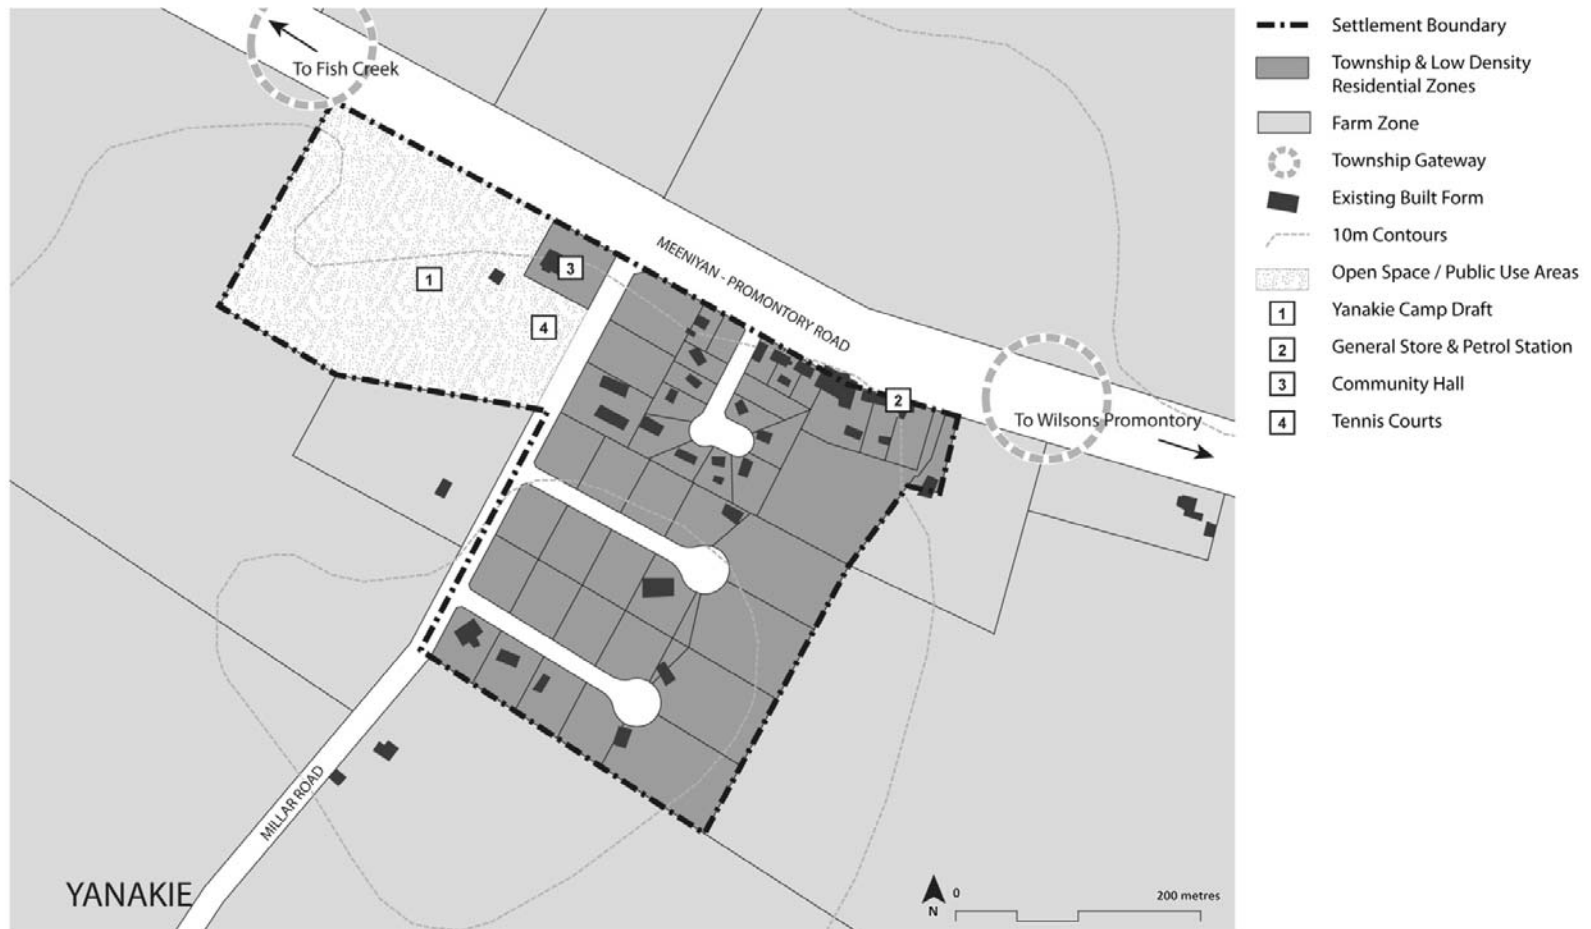 To Fish Creek
MEENIYAN - PROMONTORY ROAD
To Wilsons Promontory
MILLAR ROAD
YANAKIE
1
3
4
2
N
0
200 metres
Settlement Boundary
Township & Low Density
Residential Zones
Farm Zone
Township Gateway
Existing Built Form
10m Contours
Open Space / Public Use Areas
1 Yanakie Camp Draft
2 General Store & Petrol Station
3 Community Hall
4 Tennis Courts